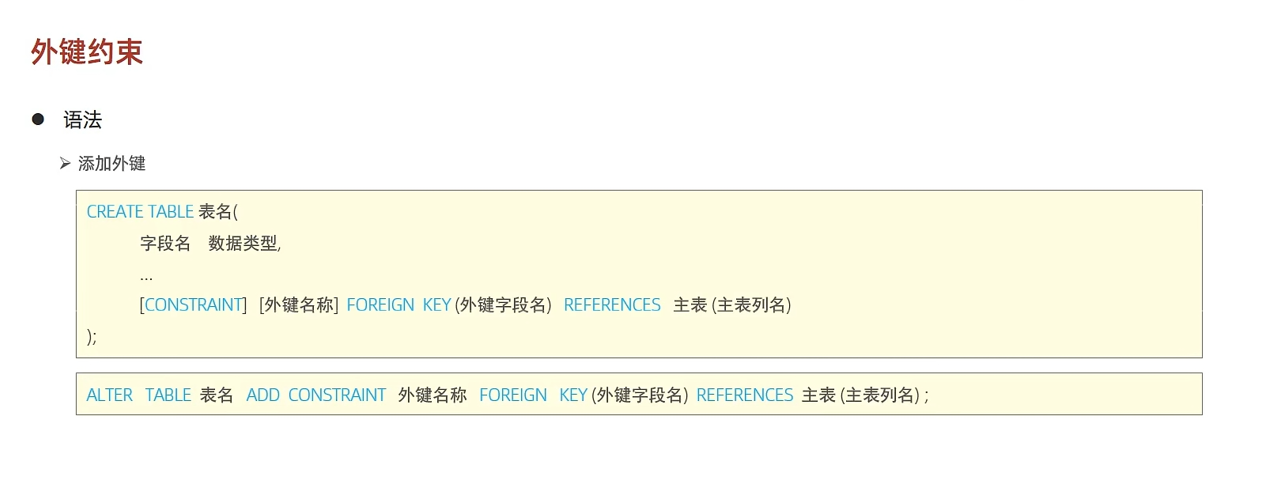 外键约束
● 语法
➢ 添加外键
CREATE TABLE 表名(
字段名 数据类型,
...
[CONSTRAINT] [外键名称] FOREIGN KEY (外键字段名) REFERENCES 主表 (主表列名)
);
ALTER TABLE 表名 ADD CONSTRAINT 外键名称 FOREIGN KEY (外键字段名) REFERENCES 主表 (主表列名) ;